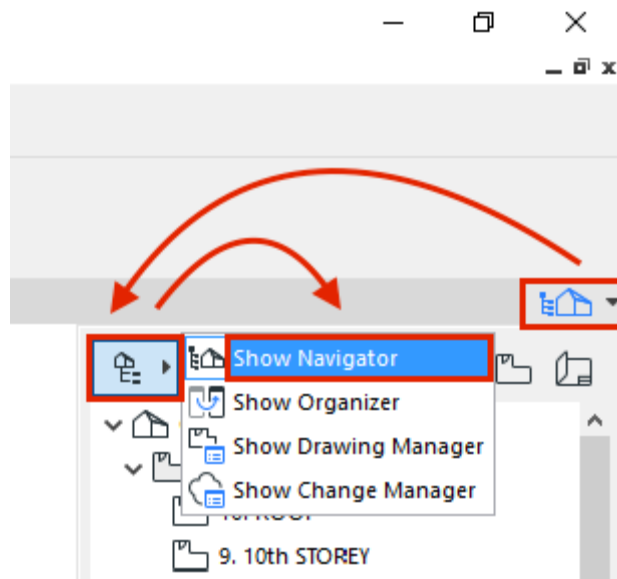 Show Navigator
Show Organizer
Show Drawing Manager
Show Change Manager
9. 10th STOREY